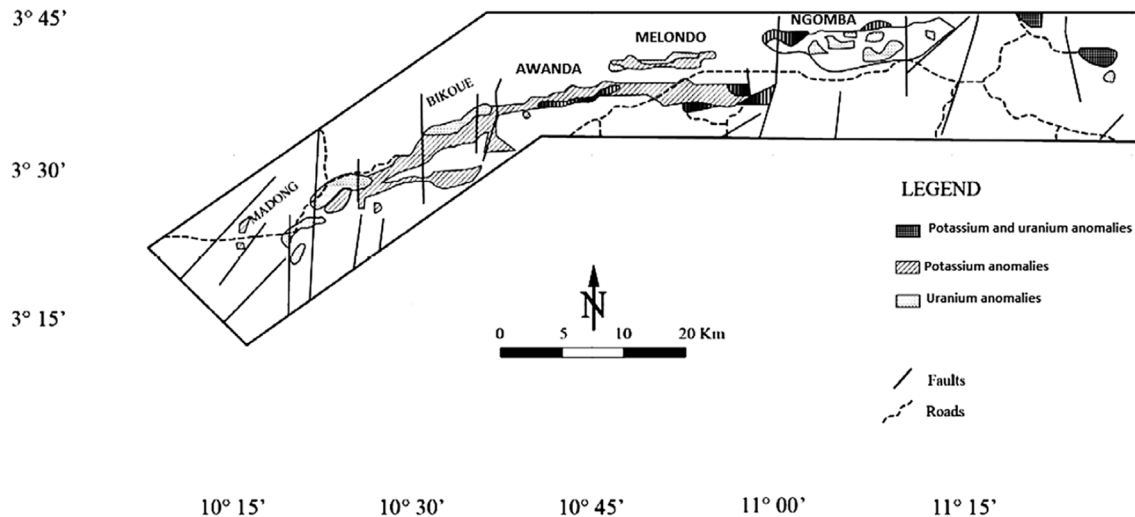 3° 45’
NGOMBA
MELONDO
AWANDA
BIKOUE
3° 30’
MADONG
LEGEND
Potassium and uranium anomalies
Potassium anomalies
Uranium anomalies
N
3° 15’
0 5 10 20 Km
Faults
Roads
10° 15’ 10° 30’ 10° 45’ 11° 00’ 11° 15’